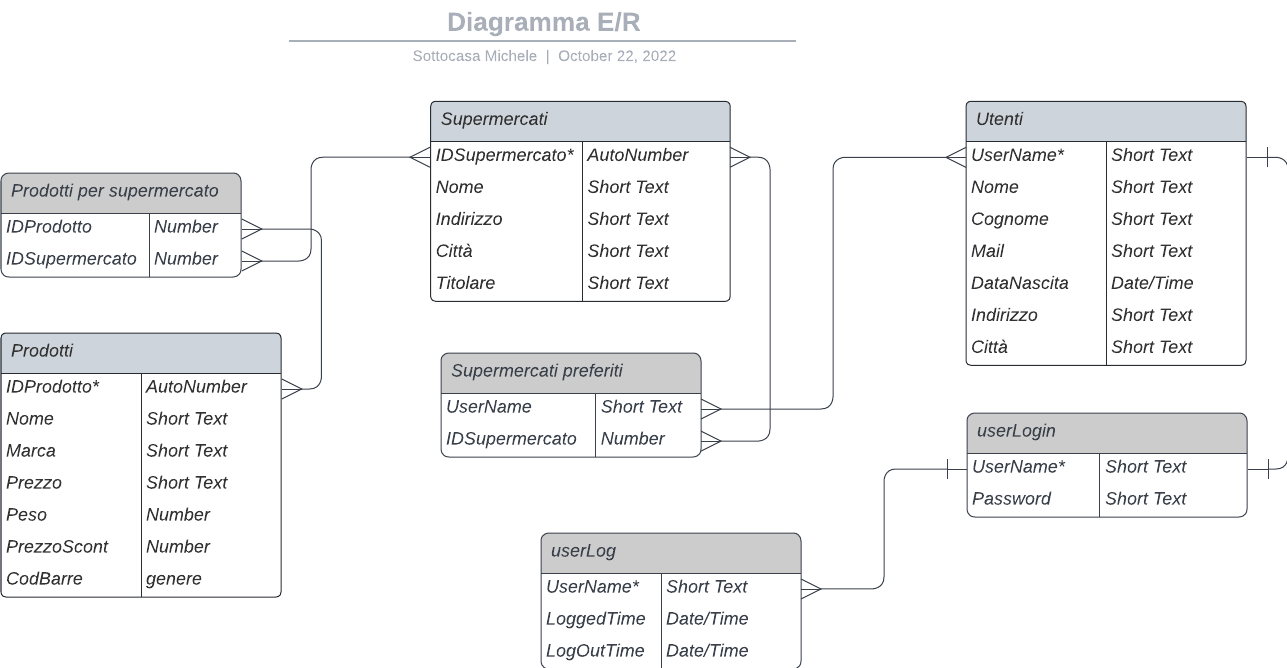 Diagramma E/R
Sottocasa Michele | October 22, 2022
Prodotti per supermercato
IDProdotto Number
IDSupermercato Number
Prodotti
IDProdotto* AutoNumber
Nome Short Text
Marca Short Text
Prezzo Short Text
Peso Number
PrezzoScont Number
CodBarre genere
Supermercati
IDSupermercato* AutoNumber
Nome Short Text
Indirizzo Short Text
Città Short Text
Titolare Short Text
Supermercati preferiti
UserName Short Text
IDSupermercato Number
userLog
UserName* Short Text
LoggedTime Date/Time
LogOutTime Date/Time
Utenti
UserName* Short Text
Nome Short Text
Cognome Short Text
Mail Short Text
DataNascita Date/Time
Indirizzo Short Text
Città Short Text
userLogin
UserName* Short Text
Password Short Text